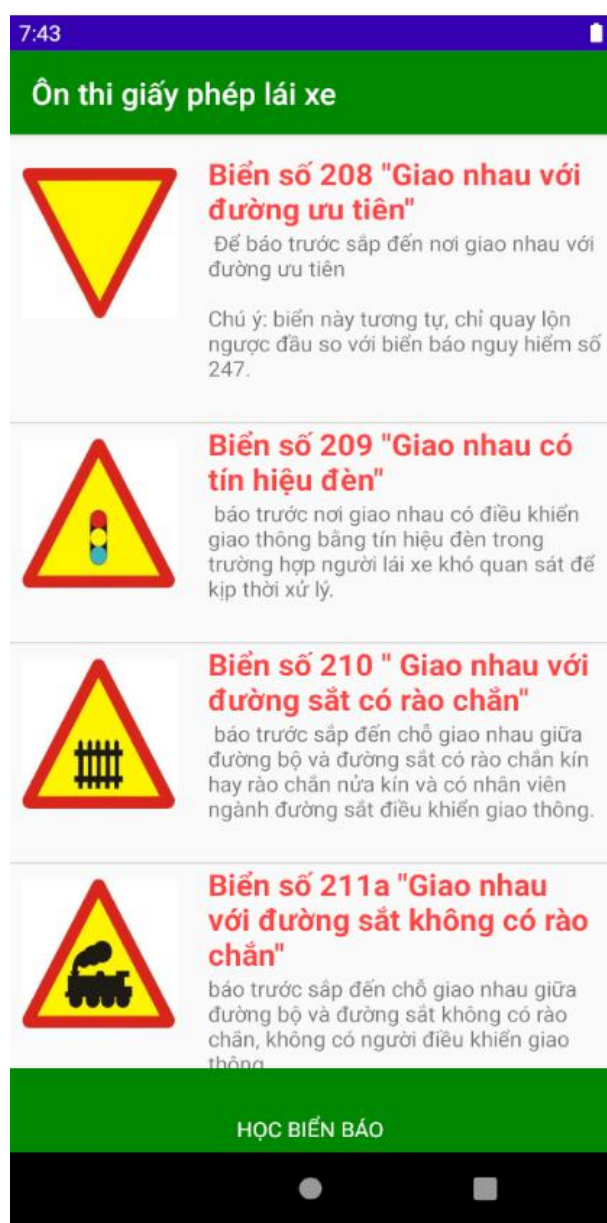 7:43
Ôn thi giấy phép lái xe
Biển số 208 "Giao nhau với
đường ưu tiên"
Để báo trước sắp đến nơi giao nhau với
đường ưu tiên
Chú ý: biển này tương tự, chỉ quay lộn
ngược đầu so với biển báo nguy hiểm số
247.
Biển số 209 "Giao nhau có
tín hiệu đèn"
báo trước nơi giao nhau có điều khiển
giao thông bằng tín hiệu đèn trong
trường hợp người lái xe khó quan sát để
kịp thời xử lý.
Biển số 210 " Giao nhau với
đường sắt có rào chắn"
báo trước sắp đến chỗ giao nhau giữa
đường bộ và đường sắt có rào chắn kín
hay rào chắn nửa kín và có nhân viên
ngành đường sắt điều khiển giao thông.
Biển số 211a "Giao nhau
với đường sắt không có rào
chắn"
báo trước sắp đến chỗ giao nhau giữa
đường bộ và đường sắt không có rào
chắn, không có người điều khiển giao
thông
HỌC BIỂN BÁO